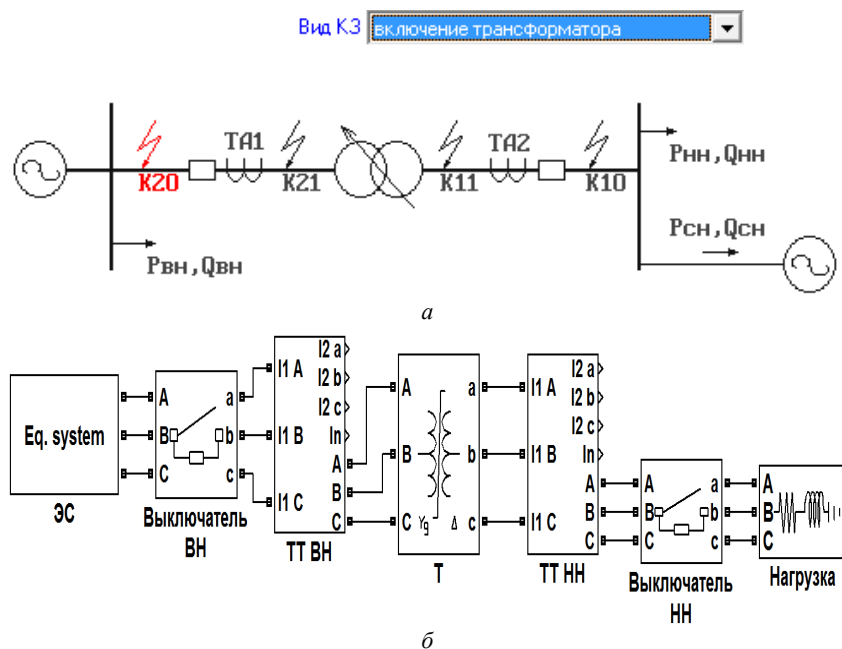 Вид КЗ включение трансформатора
TA1
TA2
K20
K21
K11
K10
Pнн,Qнн
Pсн,Qсн
Pвн,Qвн
а
Eq. system
ЭС
A
B
C
a
b
c
Выключатель
ВН
I1 A
I1 B
I1 C
I2 a
I2 b
I2 c
In
A
B
C
ТТ ВН
A
B
C
a
b
c
Yg
Δ
Т
I1 A
I1 B
I1 C
I2 a
I2 b
I2 c
In
A
B
C
ТТ НН
A
B
C
a
b
c
Выключатель
НН
A
B
C
Нагрузка
б